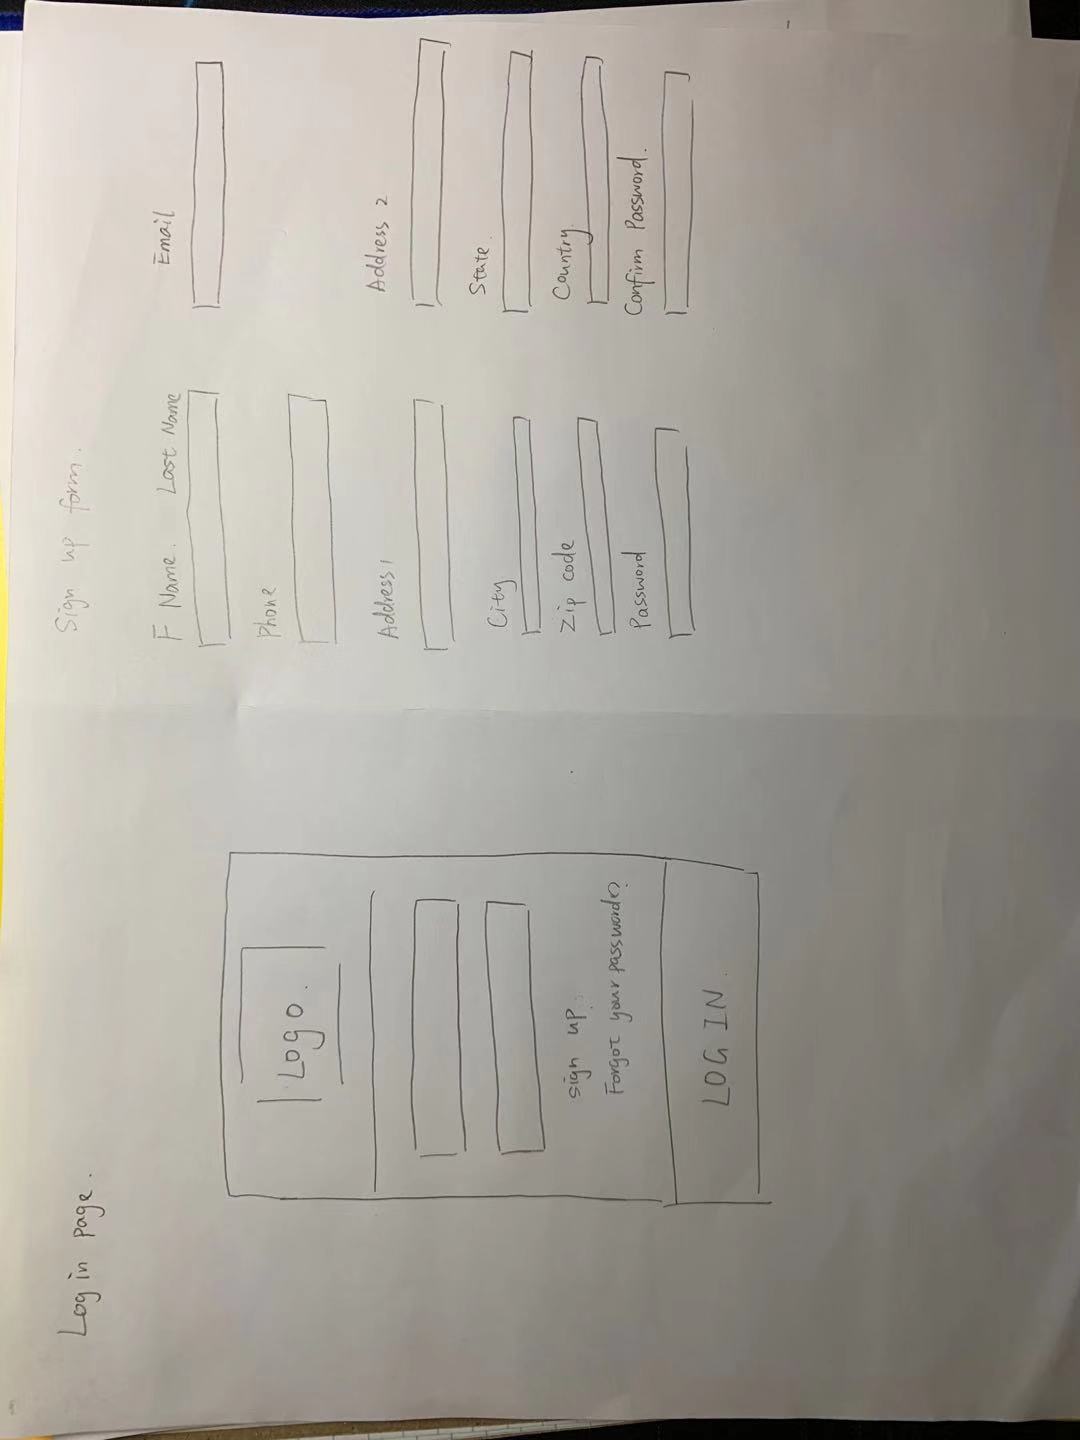 Log in page.
Logo.
sign up.
Forgot your password?
LOG IN.
Sign up form.
F Name. Last Name
Email
Phone
Address 1
Address 2
City
State.
Zip code
Country
Password
Confirm Password.